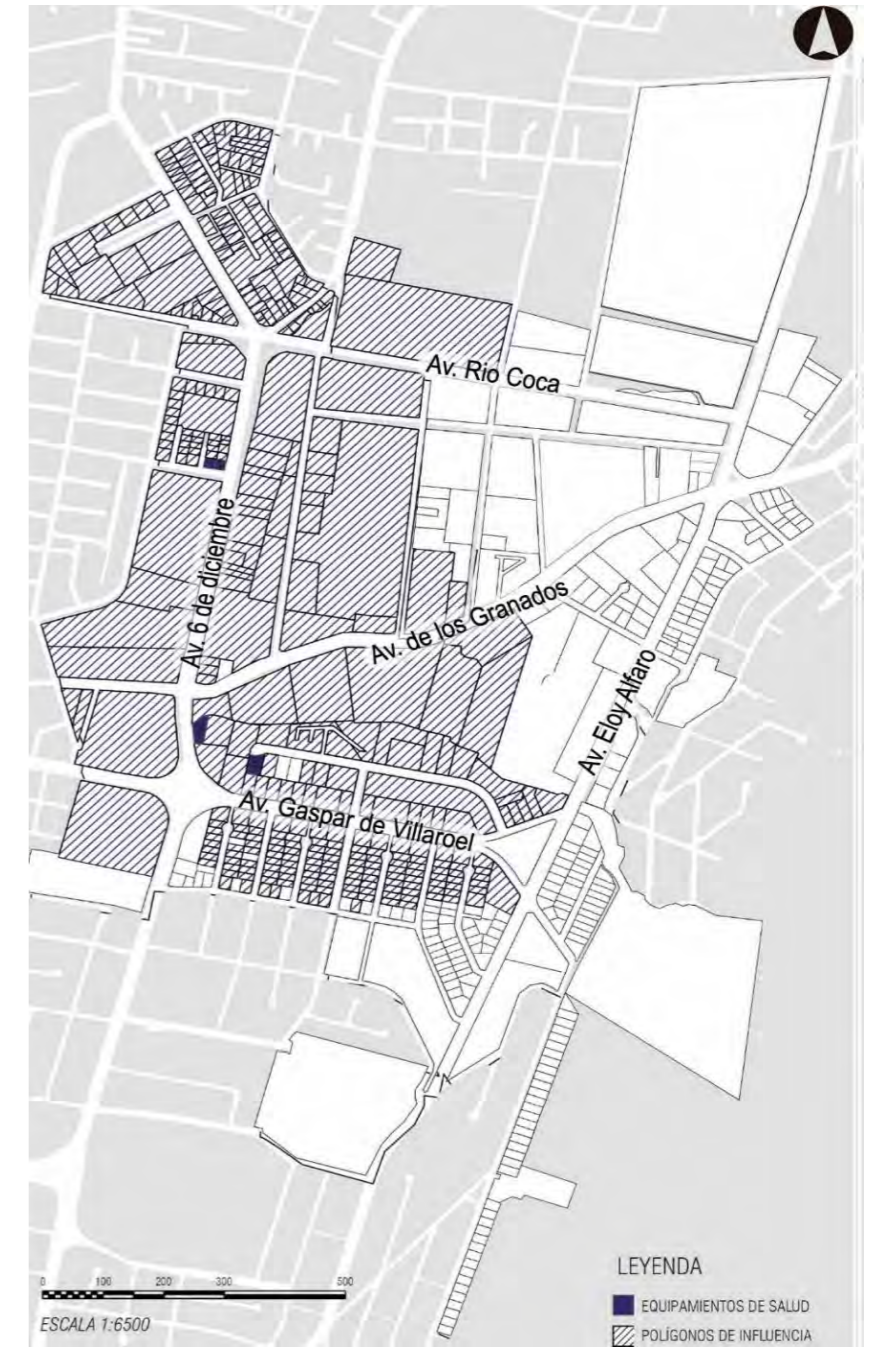 Av. Rio Coca
Av. 6 de diciembre
Av. de los Granados
Av. Eloy Alfaro
Av. Gaspar de Villaroel
0 100 200 300 500
ESCALA 1:6500
LEYENDA
EQUIPAMIENTOS DE SALUD
POLÍGONOS DE INFLUENCIA